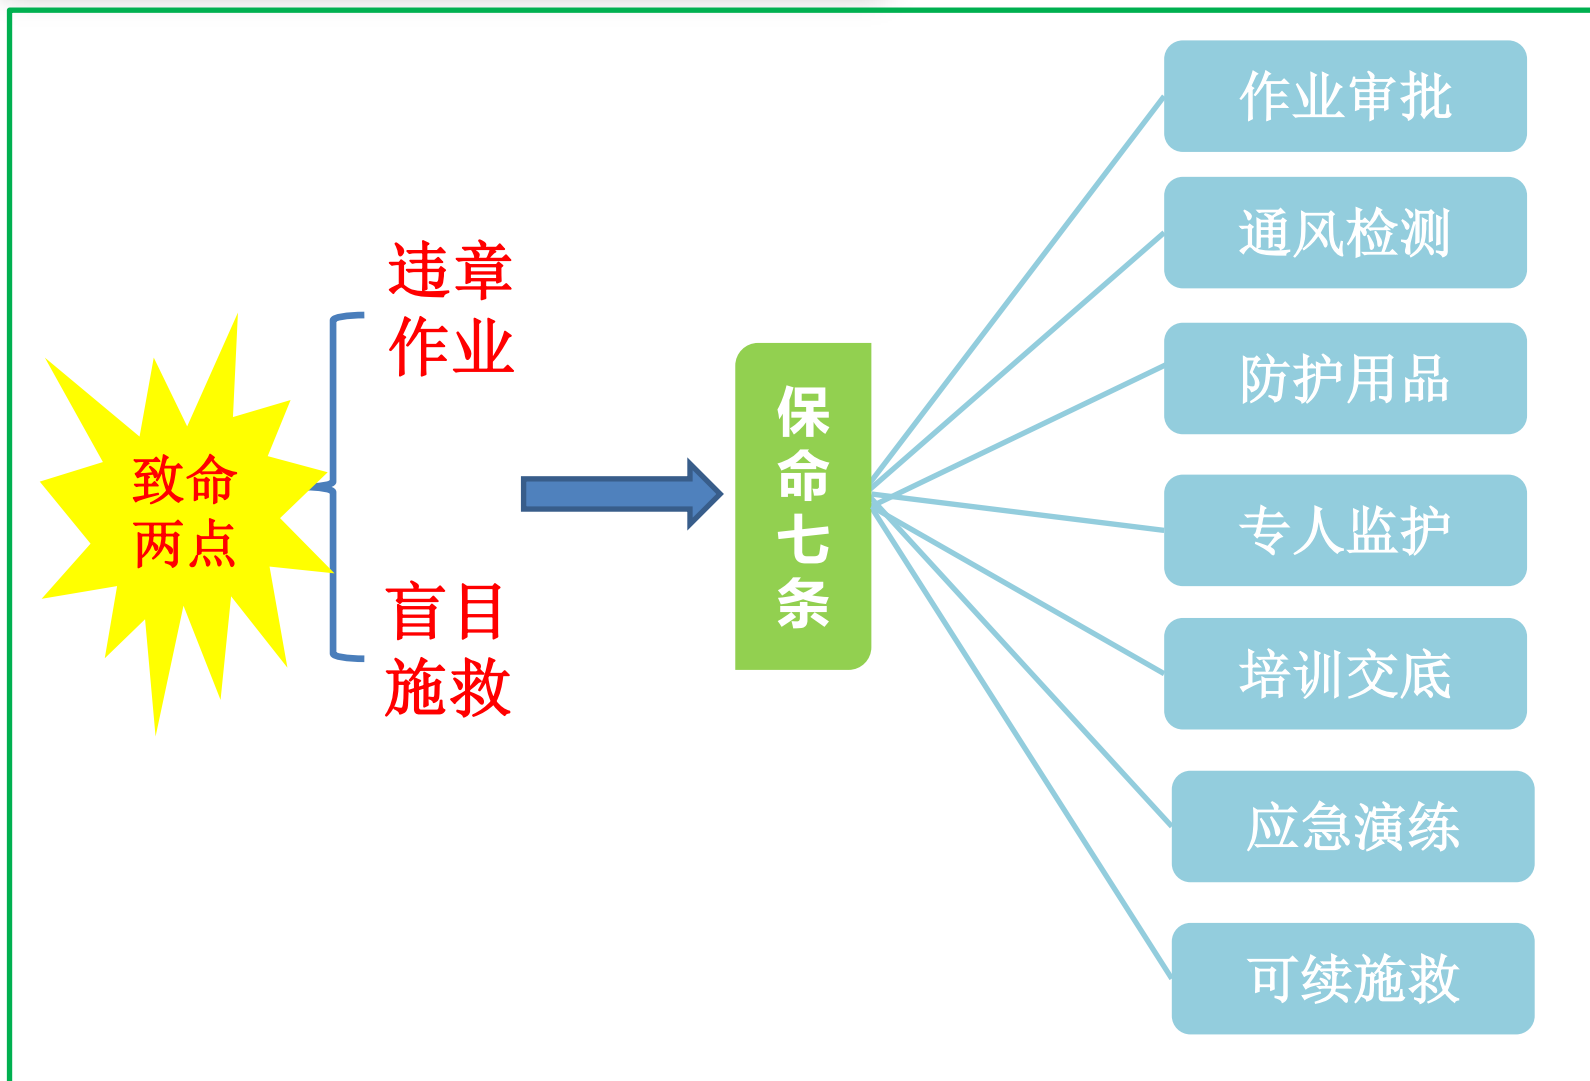 致命
两点
违章
作业
盲目
施救
保命七条
作业审批
通风检测
防护用品
专人监护
培训交底
应急演练
可续施救